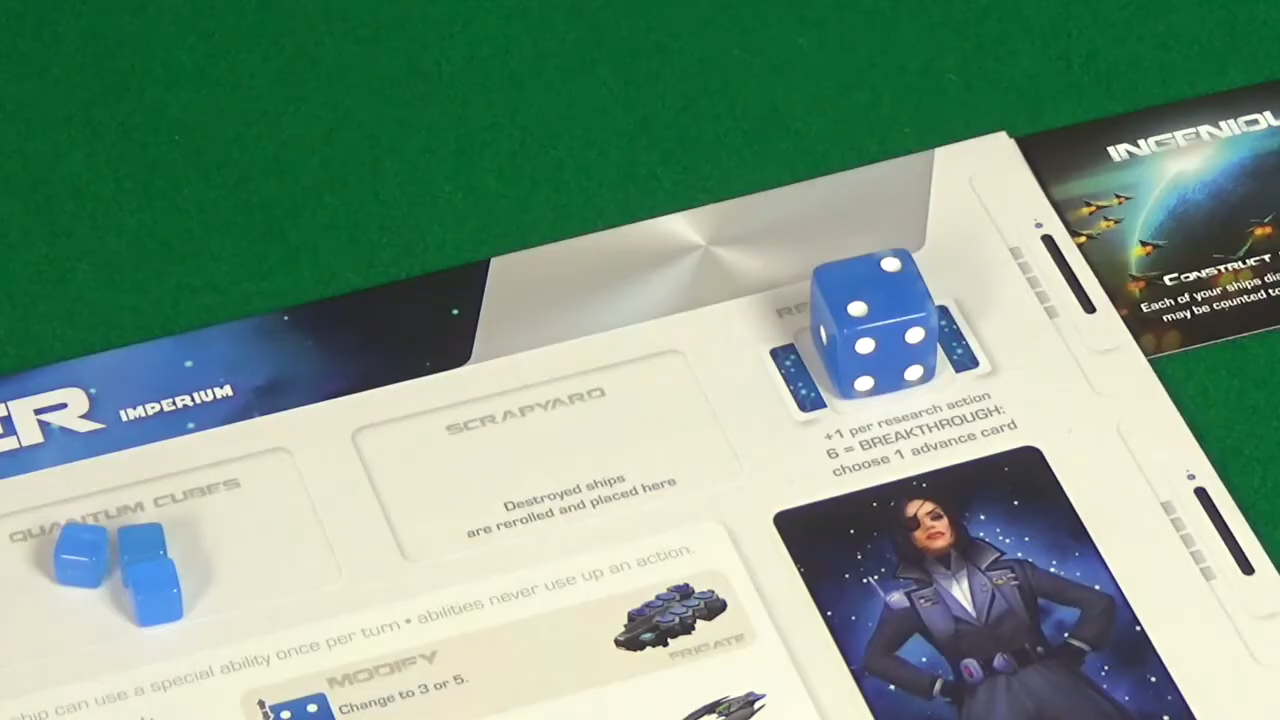 INGENIOU
CONSTRUCT
Each of your ships
may be counted
IMPERIUM
SCRAPYARD
+1 per research action
6 = BREAKTHROUGH:
choose 1 advance card
QUANTUM CUBES
Destroyed ships
are rerolled and placed here
ship can use a special ability once per turn • abilities never use up an action.
MODIFY
FRIGATE
Change to 3 or 5.